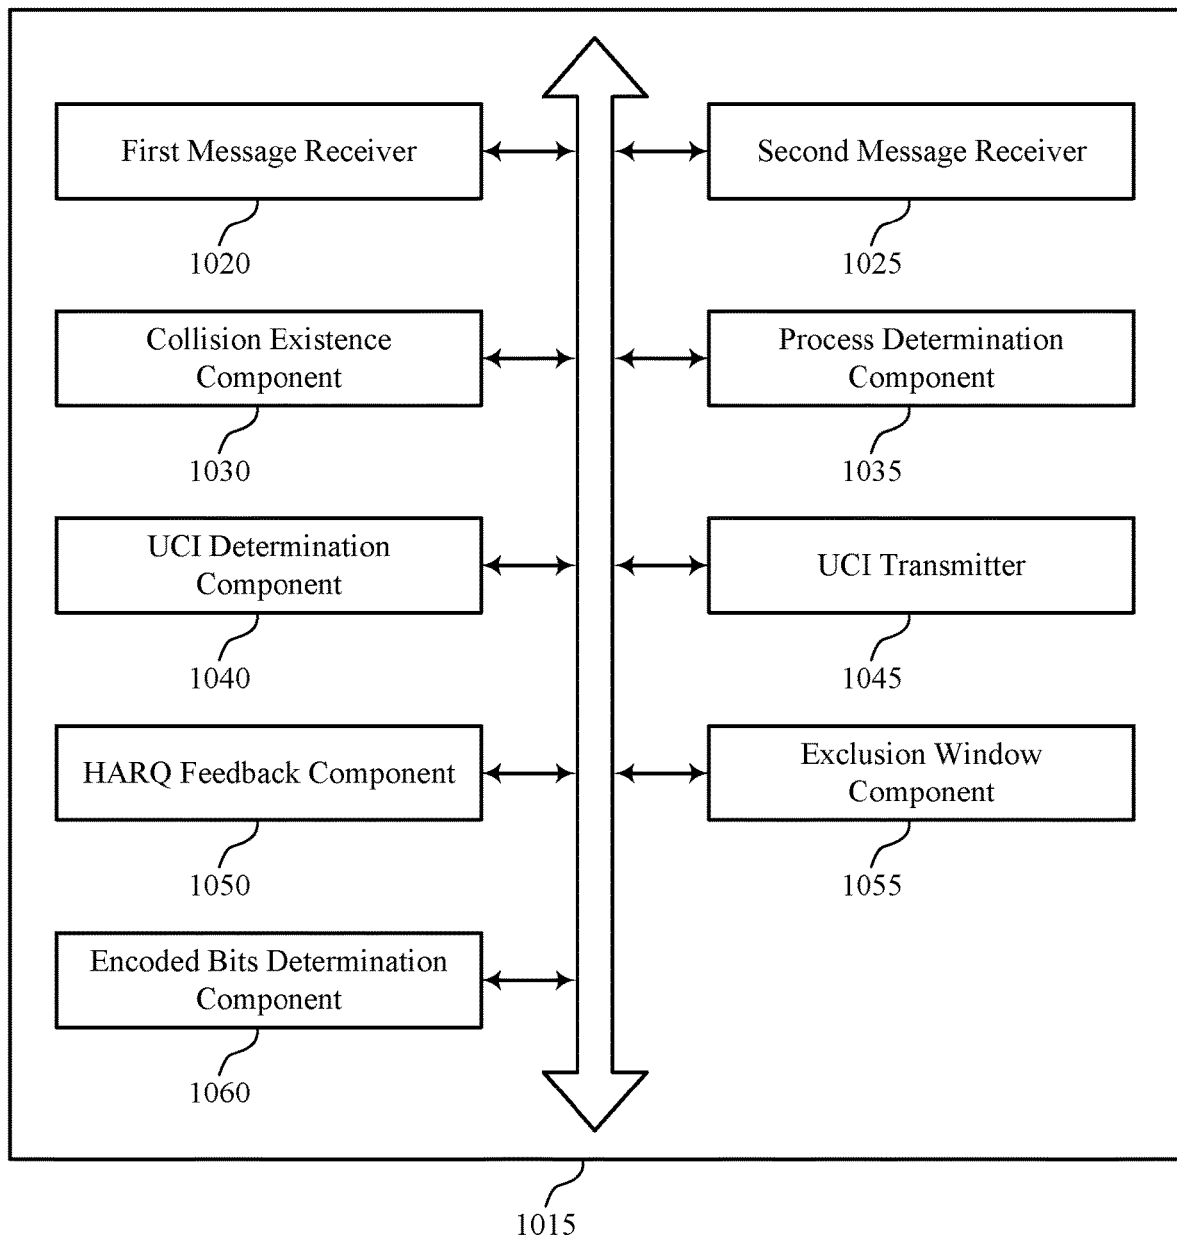 First Message Receiver
1020
Second Message Receiver
1025
Collision Existence
Component
1030
Process Determination
Component
1035
UCI Determination
Component
1040
UCI Transmitter
1045
HARQ Feedback Component
1050
Exclusion Window
Component
1055
Encoded Bits Determination
Component
1060
1015